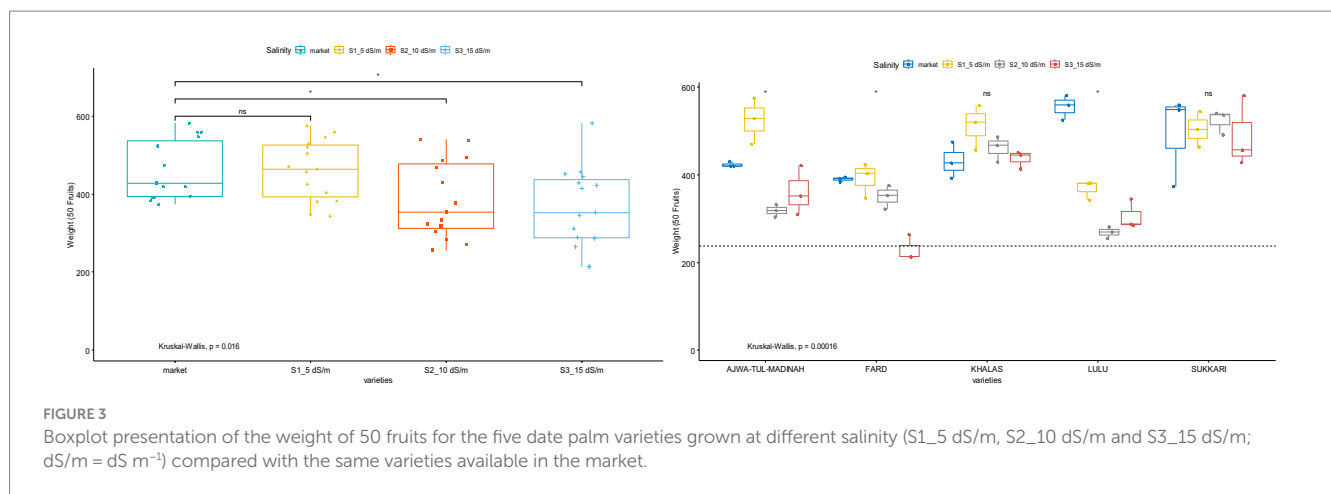 Salinity market S1_5 dS/m S2_10 dS/m S3_15 dS/m
*
*
ns
600
400
200
0
Weight (50 Fruits)
Kruskal-Wallis, p = 0.016
market S1_5 dS/m S2_10 dS/m S3_15 dS/m
varieties
Salinity market S1_5 dS/m S2_10 dS/m S3_15 dS/m
* * ns * ns
600
400
200
0
Weight (50 Fruits)
Kruskal-Wallis, p = 0.00016
AJWA-TUL-MADINAH FARD KHALAS LULU SUKKARI
varieties
FIGURE 3
Boxplot presentation of the weight of 50 fruits for the five date palm varieties grown at different salinity (S1_5 dS/m, S2_10 dS/m and S3_15 dS/m;
dS/m = dS m⁻¹) compared with the same varieties available in the market.